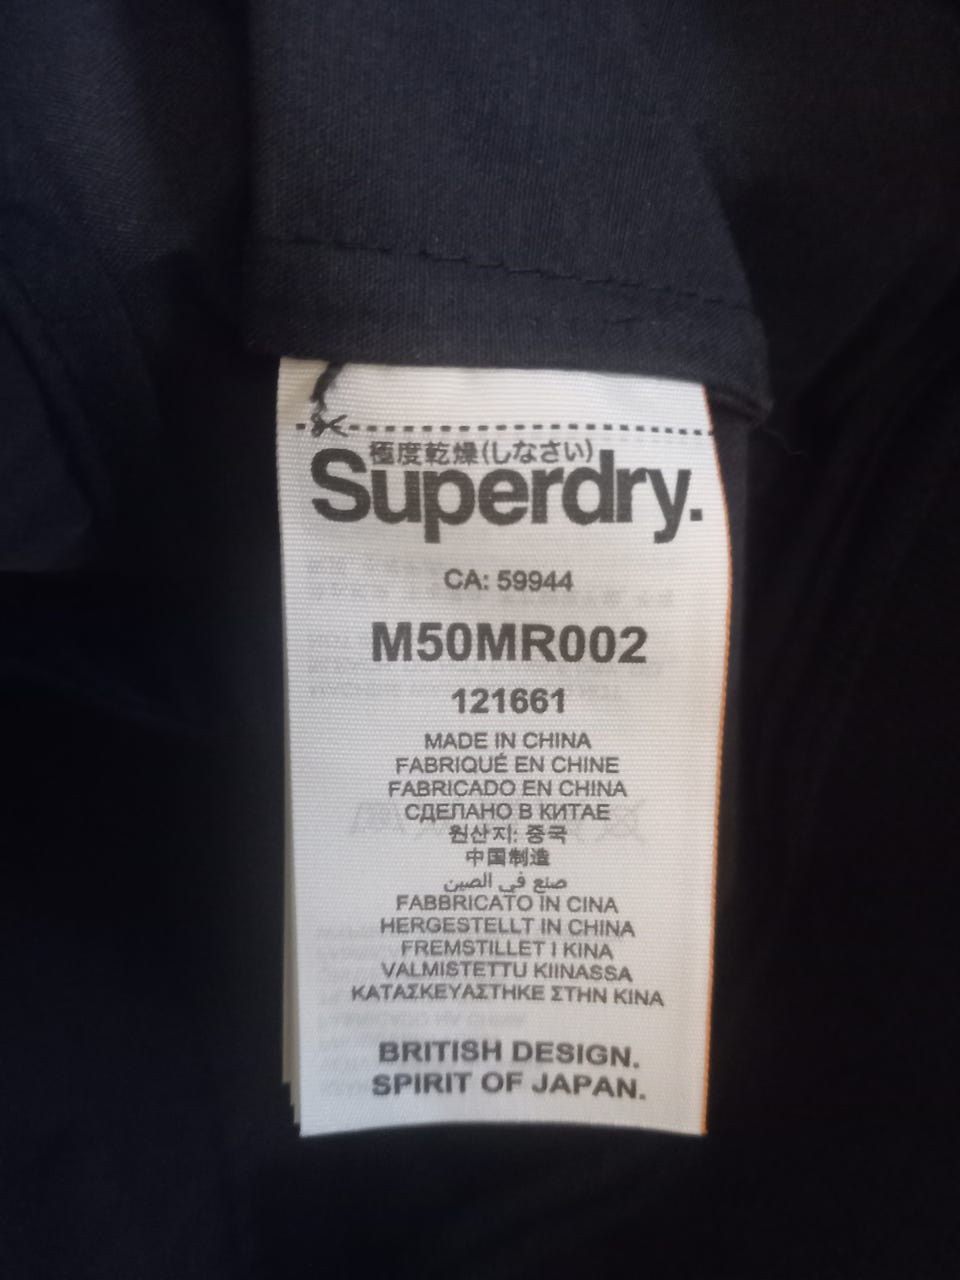 極度乾燥(しなさい)
Superdry.
CA: 59944
M50MR002
121661
MADE IN CHINA
FABRIQUÉ EN CHINE
FABRICADO EN CHINA
СДЕЛАНО В КИТАЕ
원산지: 중국
中国制造
صنع في الصين
FABBRICATO IN CINA
HERGESTELLT IN CHINA
FREMSTILLET I KINA
VALMISTETTU KIINASSA
ΚΑΤΑΣΚΕΥΑΣΤΗΚΕ ΣΤΗΝ ΚΙΝΑ
BRITISH DESIGN.
SPIRIT OF JAPAN.